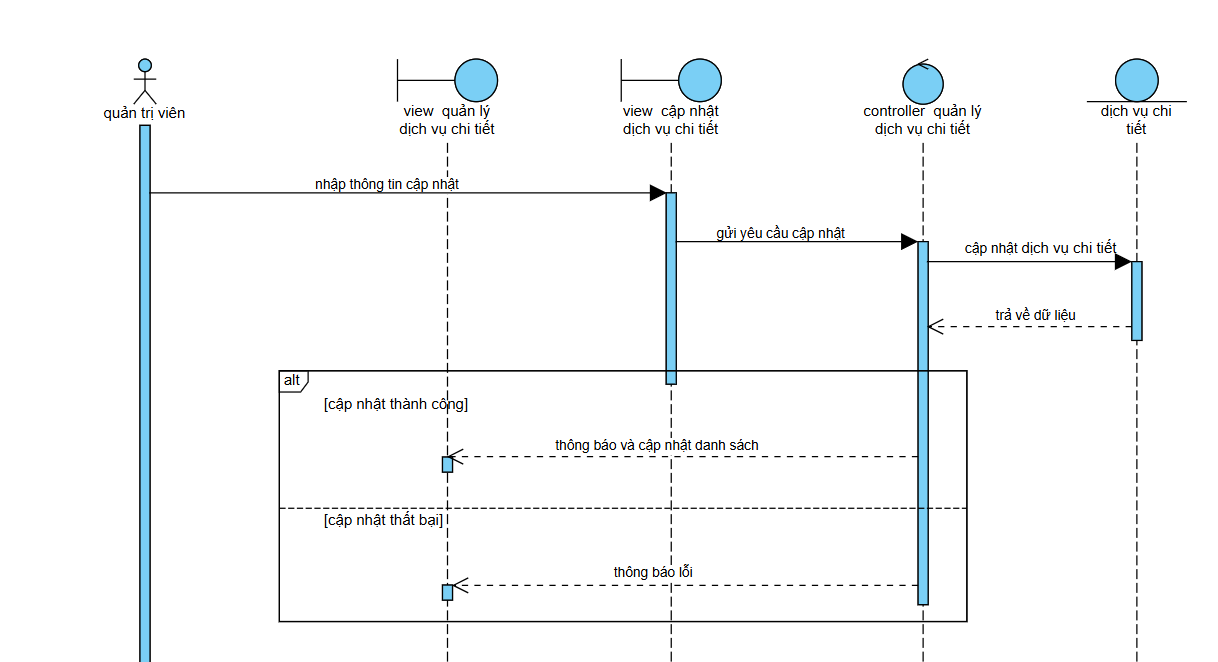 quản trị viên
view quản lý
dịch vụ chi tiết
view cập nhật
dịch vụ chi tiết
controller quản lý
dịch vụ chi tiết
dịch vụ chi
tiết
nhập thông tin cập nhật
gửi yêu cầu cập nhật
cập nhật dịch vụ chi tiết
trả về dữ liệu
alt
[cập nhật thành công]
thông báo và cập nhật danh sách
[cập nhật thất bại]
thông báo lỗi